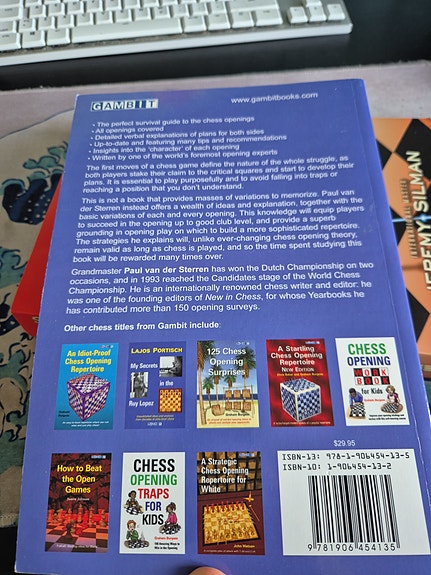 GAMBIT
www.gambitbooks.com
• The perfect survival guide to the chess openings
• All openings covered
• Detailed verbal explanations of plans for both sides
• Up-to-date and featuring many tips and recommendations
• Insights into the 'character' of each opening
• Written by one of the world's foremost opening experts
The first moves of a chess game define the nature of the whole struggle, as
both players stake their claim to the critical squares and start to develop their
plans. It is essential to play purposefully and to avoid falling into traps or
reaching a position that you don't understand.
This is not a book that provides masses of variations to memorize. Paul van
der Sterren instead offers a wealth of ideas and explanation, together with the
basic variations of each and every opening. This knowledge will equip players
to succeed in the opening up to good club level, and provide a superb
grounding in opening play on which to build a more sophisticated repertoire.
The strategies he explains will, unlike ever-changing chess opening theory,
remain valid as long as chess is played, and so the time spent studying this
book will be rewarded many times over.
Grandmaster Paul van der Sterren has won the Dutch Championship on two
occasions, and in 1993 reached the Candidates stage of the World Chess
Championship. He is an internationally renowned chess writer and editor: he
was one of the founding editors of New in Chess, for whose Yearbooks he
has contributed more than 150 opening surveys.
Other chess titles from Gambit include:
An Idiot-Proof
Chess Opening
Repertoire
Graham
Burgess
LAJOS PORTISCH
My Secrets
in the
Ruy Lopez
125 Chess
Opening
Surprises
Graham Burgess
A Startling
Chess Opening
Repertoire
NEW EDITION
CHESS
OPENING
WORKBOOK
for Kids
Graham Burgess
How to Beat
the Open
Games
CHESS
OPENING
TRAPS
FOR
KIDS
Graham Burgess
A Strategic
Chess Opening
Repertoire for
White
John Watson
$29.95
ISBN-13: 978-1-906454-13-5
ISBN-10: 1-906454-13-2
9 781906 454135
JEREMY SILMAN